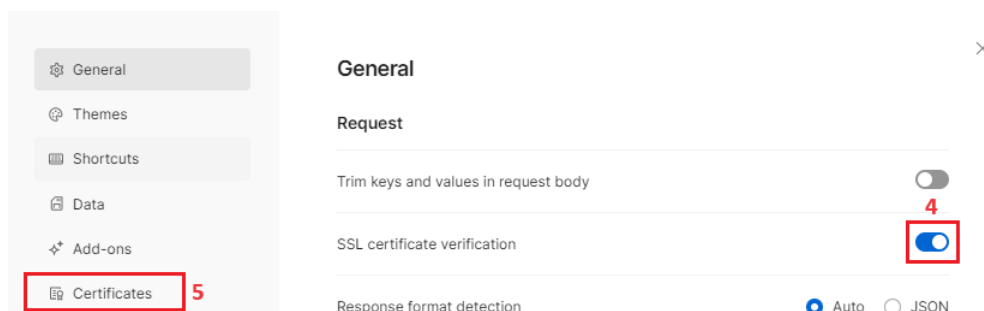 General
Themes
Shortcuts
Data
Add-ons
Certificates 5
General
Request
Trim keys and values in request body
4
SSL certificate verification
Response format detection Auto JSON